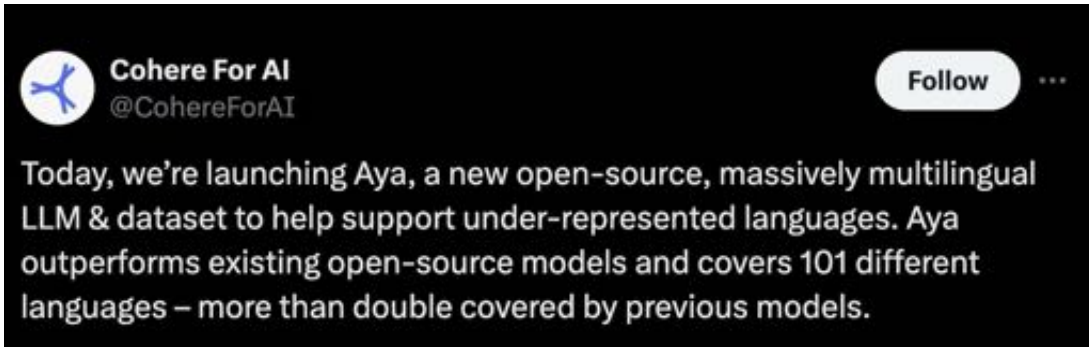 Cohere For AI
@CohereForAI
Follow
Today, we’re launching Aya, a new open-source, massively multilingual
LLM & dataset to help support under-represented languages. Aya
outperforms existing open-source models and covers 101 different
languages – more than double covered by previous models.